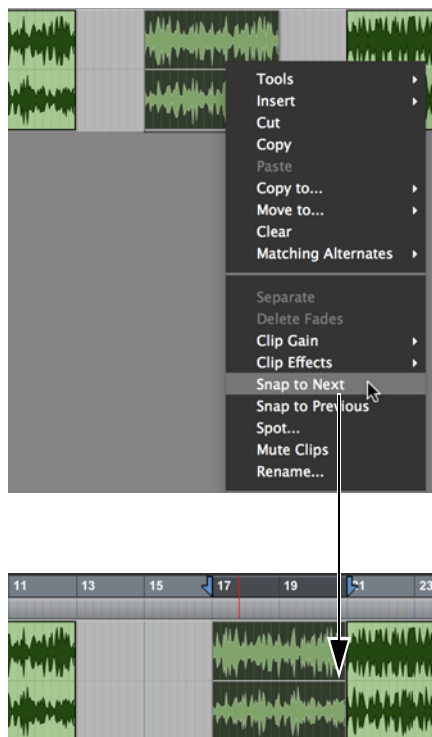 Tools
Insert
Cut
Copy
Paste
Copy to...
Move to...
Clear
Matching Alternates
Separate
Delete Fades
Clip Gain
Clip Effects
Snap to Next
Snap to Previous
Spot...
Mute Clips
Rename...
11 13 15 17 19 21 23